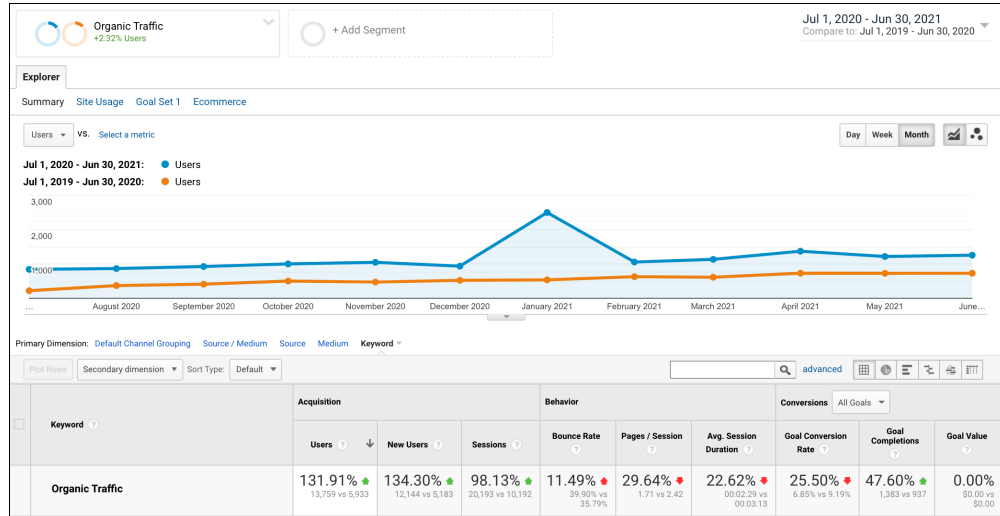 Organic Traffic
+2.32% Users
+ Add Segment
Jul 1, 2020 - Jun 30, 2021
Compare to: Jul 1, 2019 - Jun 30, 2020
Explorer
Summary Site Usage Goal Set 1 Ecommerce
Users VS. Select a metric
Day Week Month
Jul 1, 2020 - Jun 30, 2021: Users
Jul 1, 2019 - Jun 30, 2020: Users
3,000
2,000
1,000
... August 2020 September 2020 October 2020 November 2020 December 2020 January 2021 February 2021 March 2021 April 2021 May 2021 June...
Primary Dimension: Default Channel Grouping Source / Medium Source Medium Keyword
Plot Rows Secondary dimension Sort Type: Default advanced
Acquisition Behavior Conversions All Goals
Keyword ?
Users ? New Users ? Sessions ? Bounce Rate ? Pages / Session ? Avg. Session Duration ? Goal Conversion Rate ? Goal Completions ? Goal Value ?
Organic Traffic
131.91% 134.30% 98.13% 11.49% 29.64% 22.62% 25.50% 47.60% 0.00%
13,759 vs 5,933 12,144 vs 5,183 20,193 vs 10,192 39.90% vs 1.71 vs 2.42 00:02:29 vs 6.85% vs 9.19% 1,383 vs 937 $0.00 vs
35.79% 00:03:13 $0.00